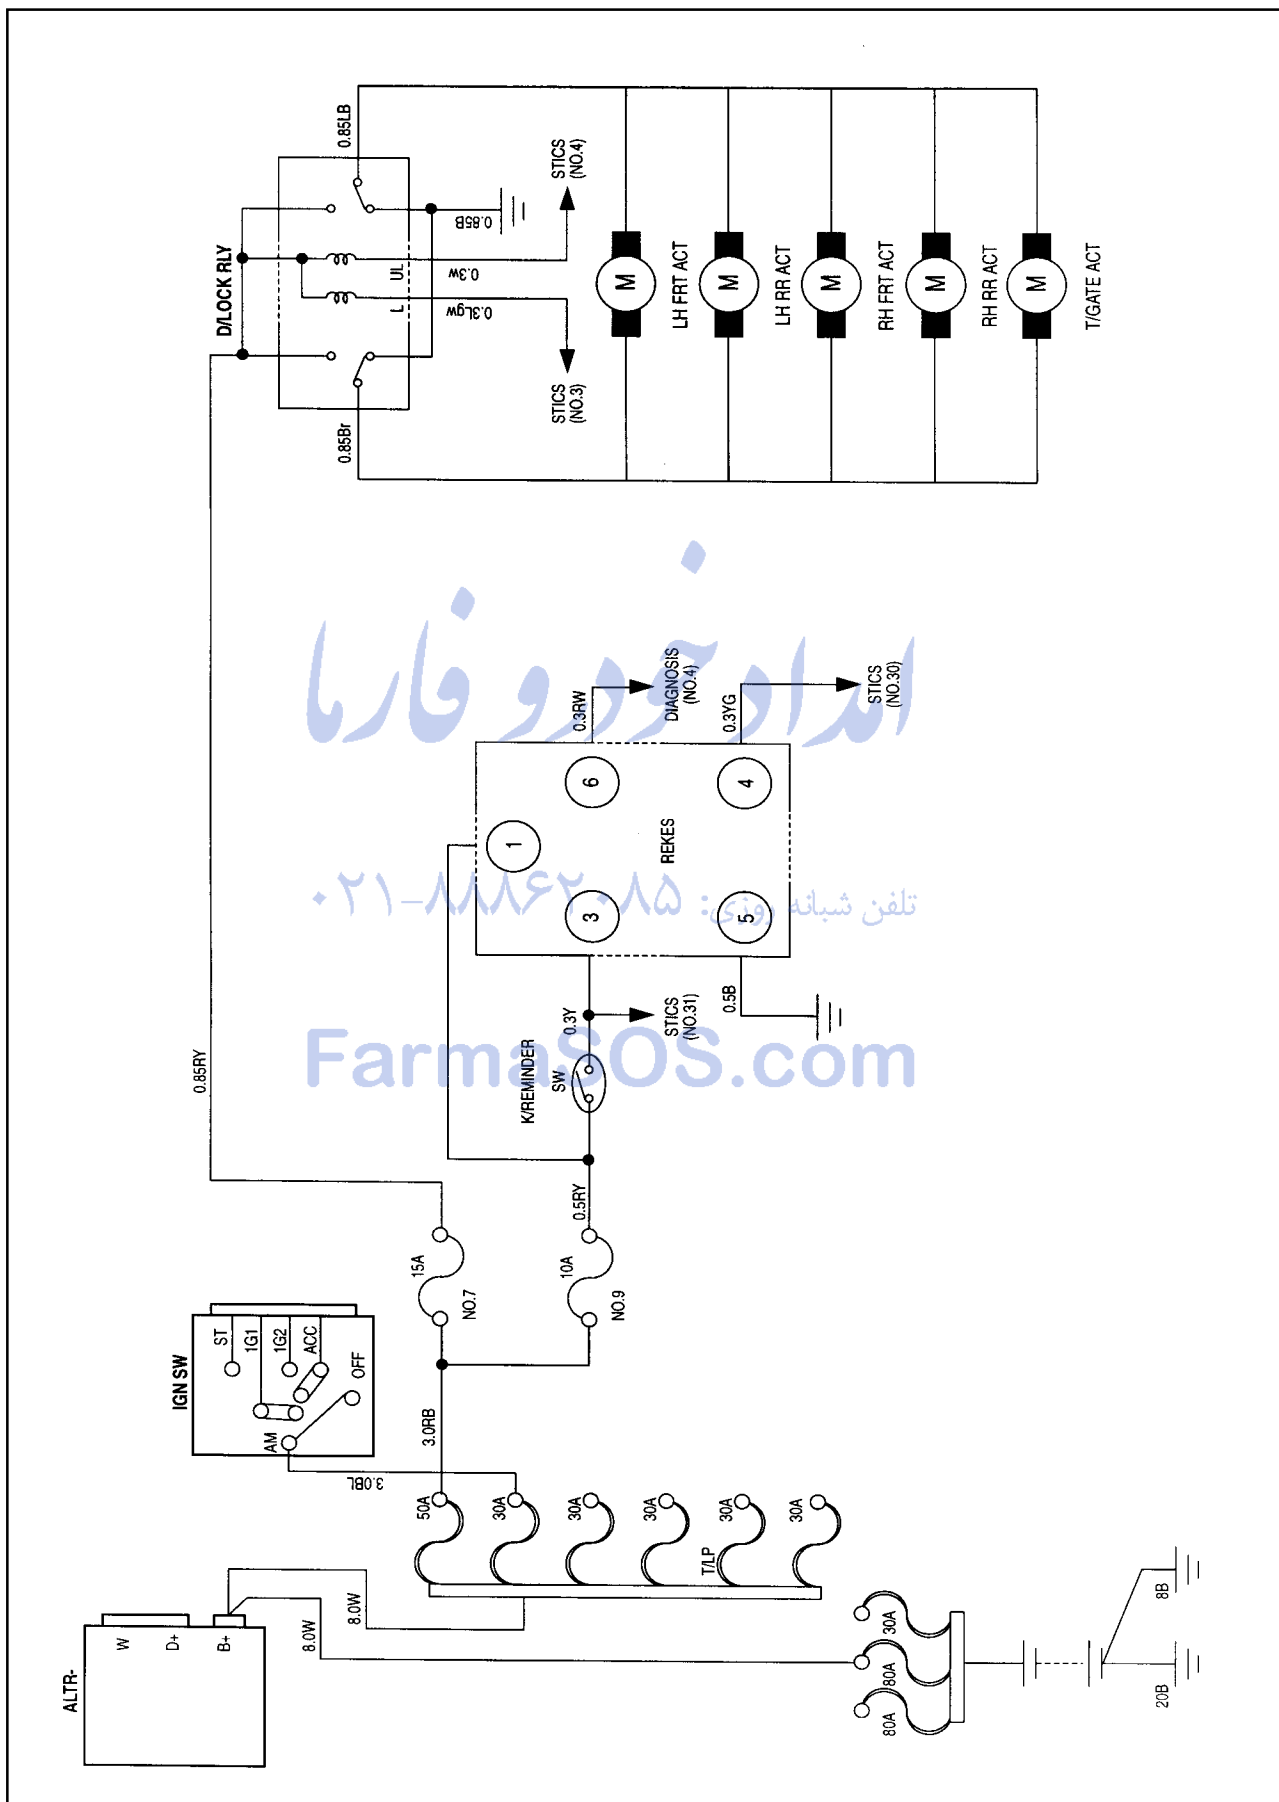 ALTR-
W
D+
B+
8.0W
8.0W
IGN SW
ST
1G1
1G2
ACC
OFF
AM
3.0BL
50A
30A
30A
30A
30A
30A
T/LP
80A
80A
30A
20B
8B
3.0RB
15A
NO.7
10A
NO.9
0.85RY
0.5RY
K/REMINDER
SW
0.3Y
STICS
(NO.31)
0.5B
1
3
5
6
4
REKES
0.3RW
DIAGNOSIS
(NO.4)
0.3YG
STICS
(NO.30)
D/LOCK RLY
0.85Br
0.85LB
L
UL
0.3Lgw
0.3w
0.85B
STICS
(NO.3)
STICS
(NO.4)
M
LH FRT ACT
M
LH RR ACT
M
RH FRT ACT
M
RH RR ACT
M
T/GATE ACT
امداد خودرو فارما
تلفن شبانه روزی: ۸۸۸۶۲۰۸۵-۰۲۱
FarmaSOS.com